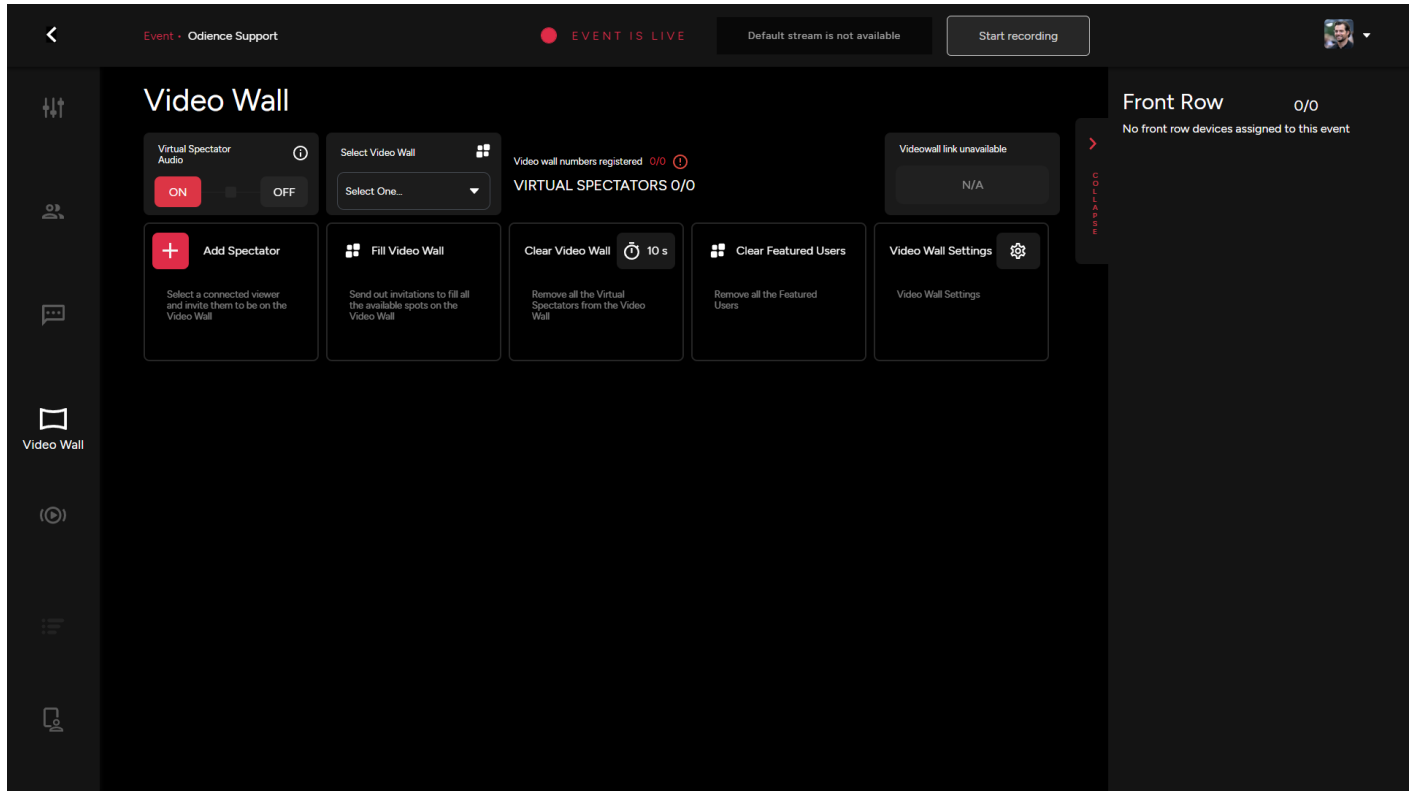 Event • Odience Support
EVENT IS LIVE
Default stream is not available
Start recording
Video Wall
Virtual Spectator
Audio
ON
OFF
Select Video Wall
Select One...
Video wall numbers registered 0/0
VIRTUAL SPECTATORS 0/0
Videowall link unavailable
N/A
COLLAPSE
Front Row 0/0
No front row devices assigned to this event
Add Spectator
Select a connected viewer
and invite them to be on the
Video Wall
Fill Video Wall
Send out invitations to fill all
the available spots on the
Video Wall
Clear Video Wall 10 s
Remove all the Virtual
Spectators from the Video
Wall
Clear Featured Users
Remove all the Featured
Users
Video Wall Settings
Video Wall Settings
Video Wall